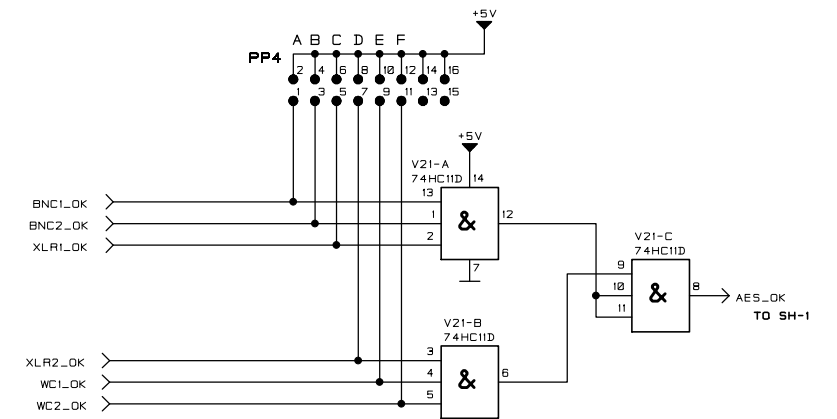 +5V
A B C D E F
PP4
2 4 6 8 10 12 14 16
1 3 5 7 9 11 13 15
+5V
V21-A
74HC11D
14
13
BNC1_OK
1
12
&
BNC2_OK
2
XLR1_OK
7
V21-C
74HC11D
9
10
&
8
AES_OK
11
TO SH-1
V21-B
74HC11D
3
XLR2_OK
4
6
&
WC1_OK
5
WC2_OK